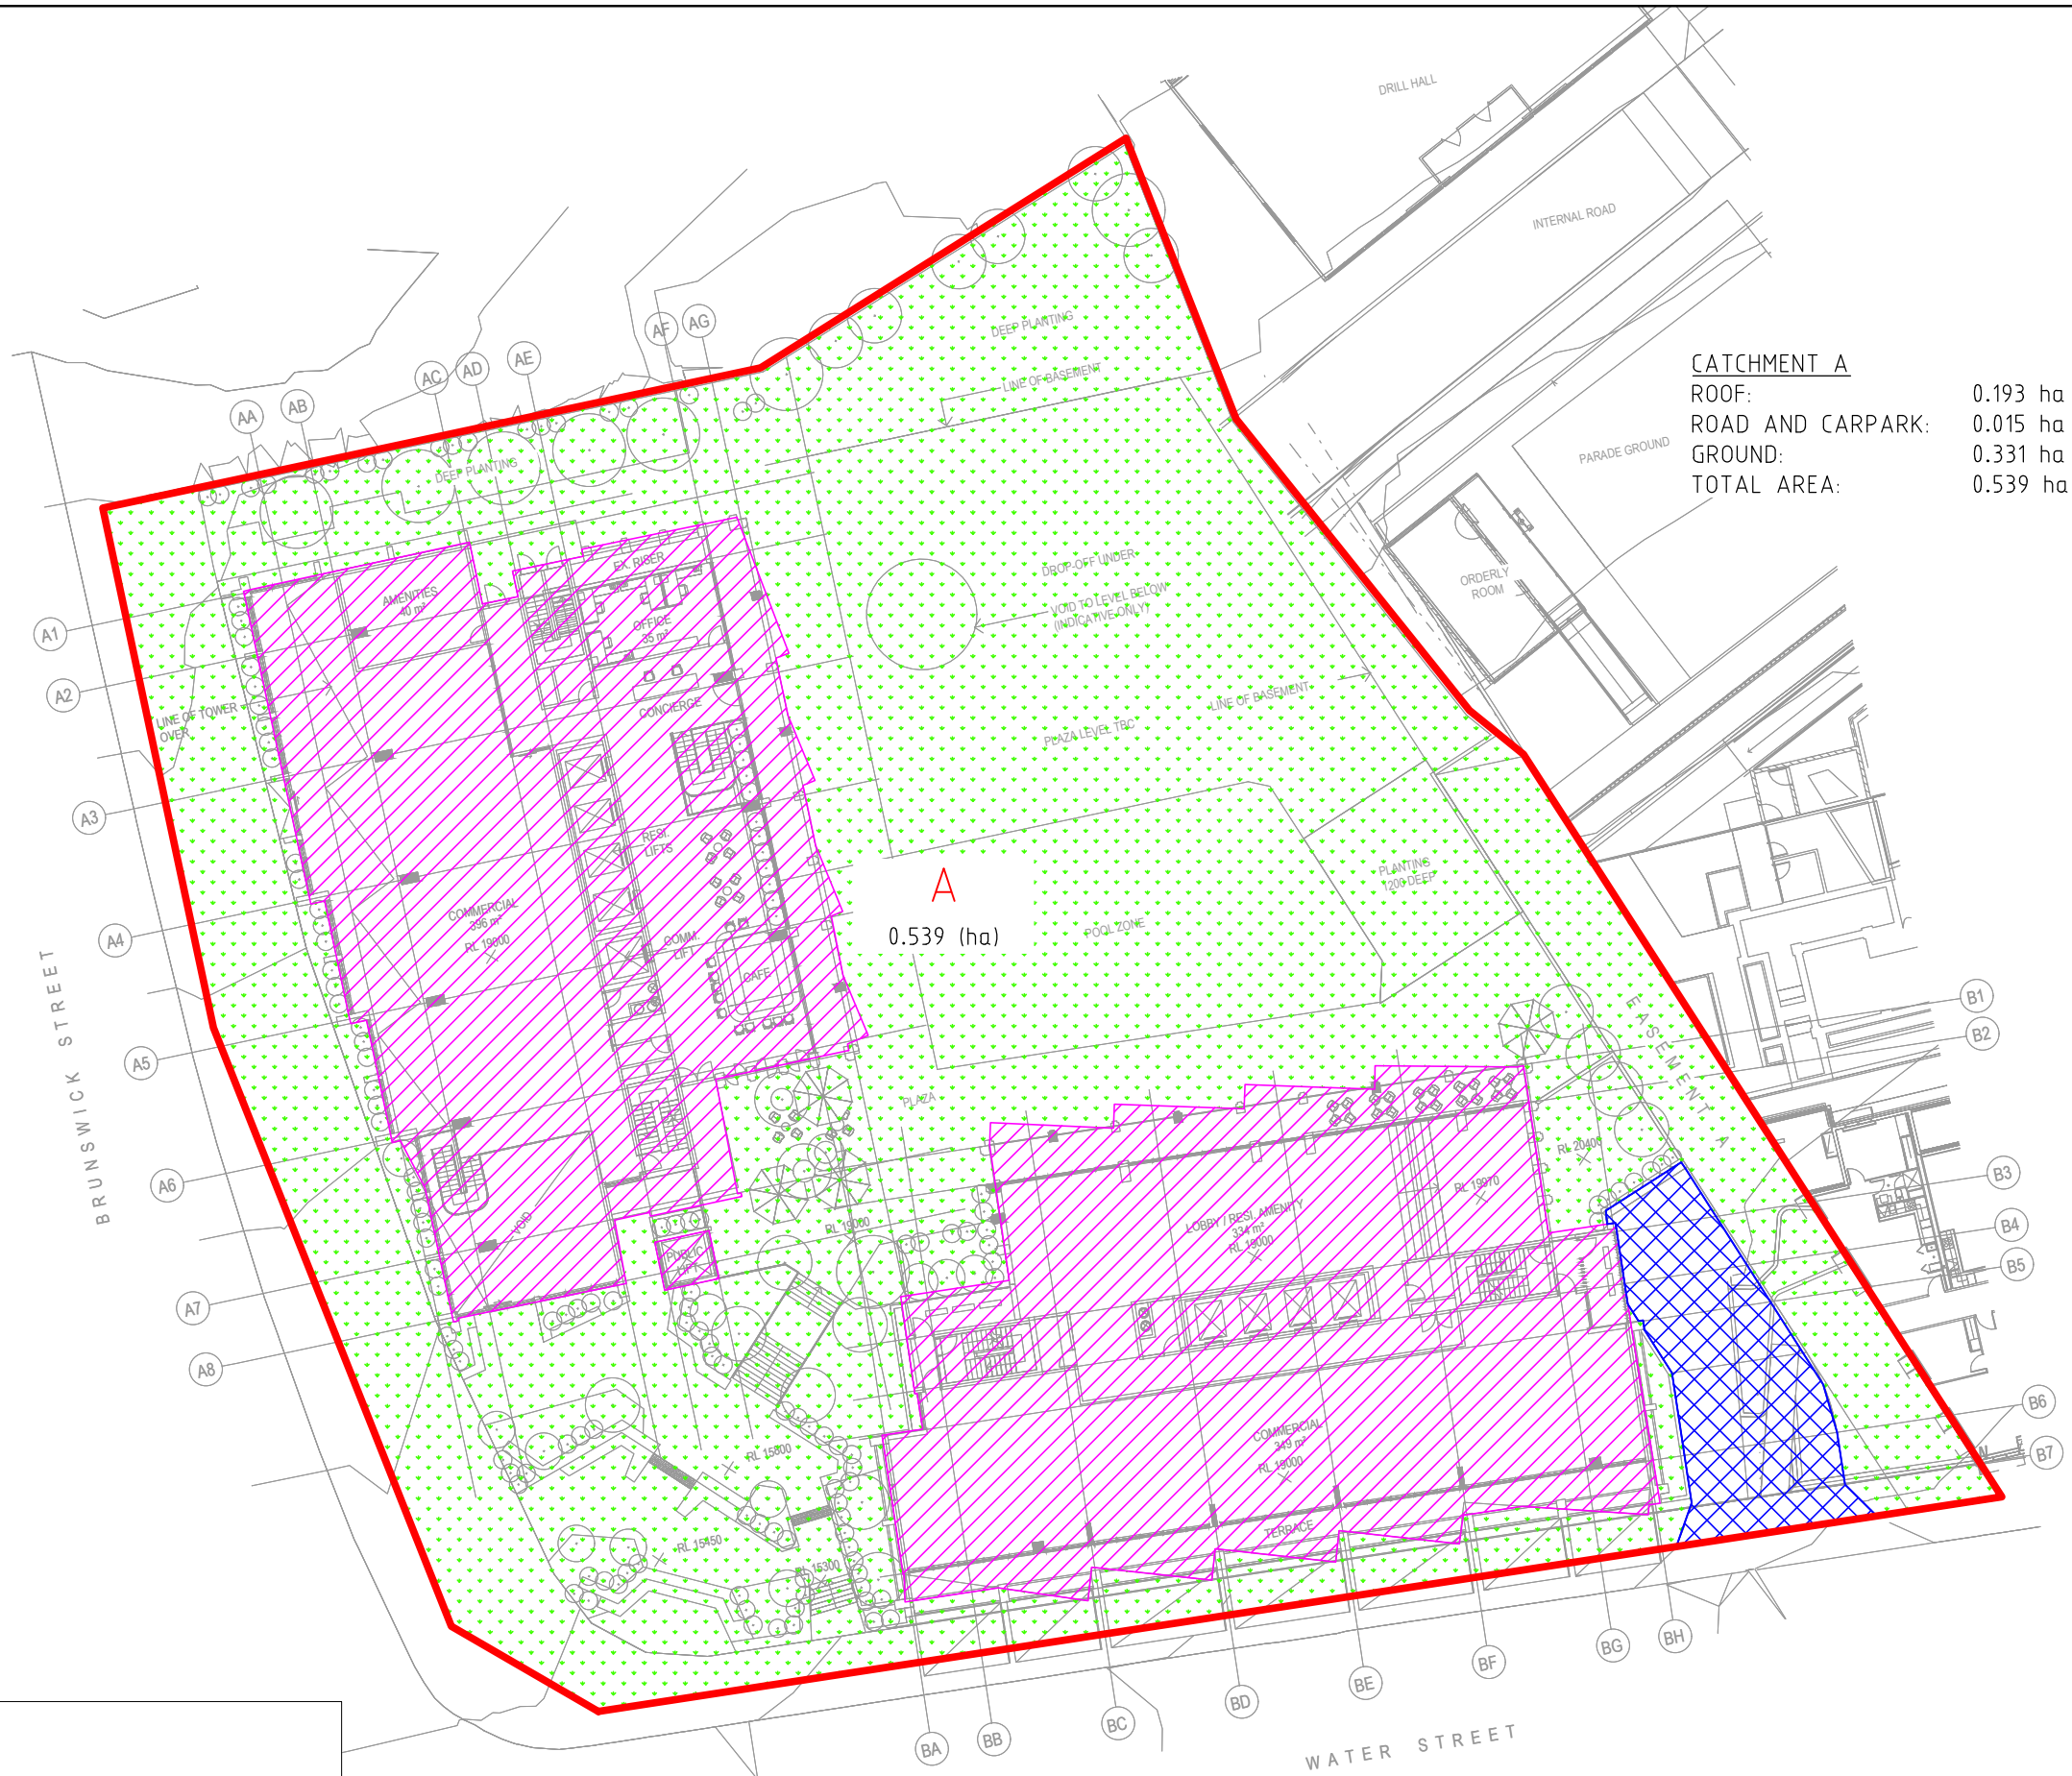 DRILL HALL
INTERNAL ROAD
DEEP PLANTING
AF
AG
AE
AD
AC
AB
AA
LINE OF BASEMENT
CATCHMENT A
ROOF: 0.193 ha
ROAD AND CARPARK: 0.015 ha
GROUND: 0.331 ha
TOTAL AREA: 0.539 ha
PARADE GROUND
DEEP PLANTING
ORDERLY
ROOM
DROP-OFF UNDER
VOID TO LEVEL BELOW
(INDICATIVE ONLY)
EX. RISER
AMENITIES
40 m²
OFFICE
35 m²
CONCIERGE
A1
A2
LINE OF TOWER
OVER
LINE OF BASEMENT
PLAZA LEVEL TBC
A3
RESI.
LIFTS
PLANTING
1200 DEEP
A
0.539 (ha)
COMMERCIAL
396 m²
RL 19000
COMM.
LIFT
CAFE
POOL ZONE
A4
A5
BRUNSWICK STREET
EASEMENT A
B1
B2
PLAZA
A6
RL 20400
B3
RL 19970
LOBBY / RESI. AMENITY
334 m²
RL 19000
RL 19000
VOID
PUBLIC
LIFT
B4
B5
A7
A8
B6
B7
COMMERCIAL
349 m²
RL 19000
RL 15800
TERRACE
RL 15450
RL 15300
BH
BG
BF
BE
BD
BC
BB
BA
WATER STREET